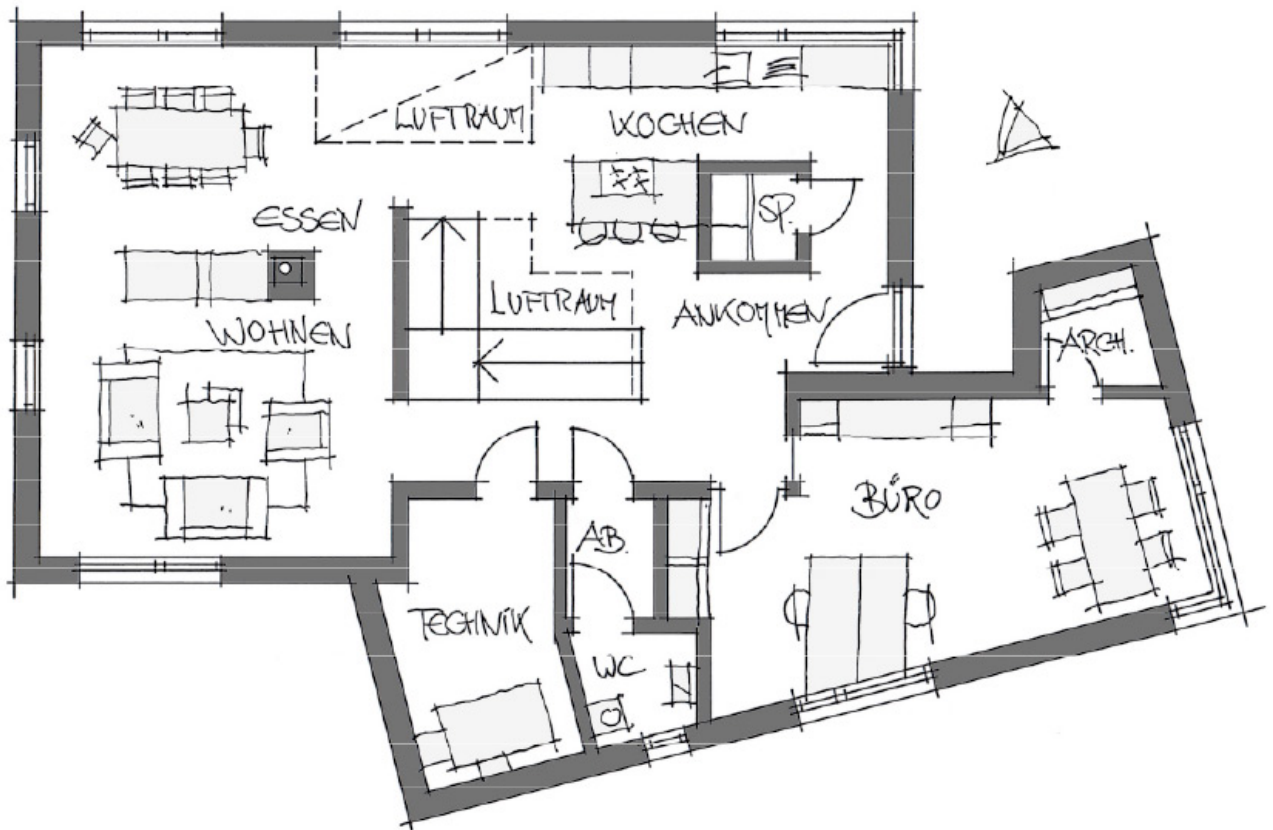 LUFTRAUM
KOCHEN
SP.
ESSEN
LUFTRAUM
ANKOMMEN
WOHNEN
ARCH.
BÜRO
AB.
TECHNIK
WC